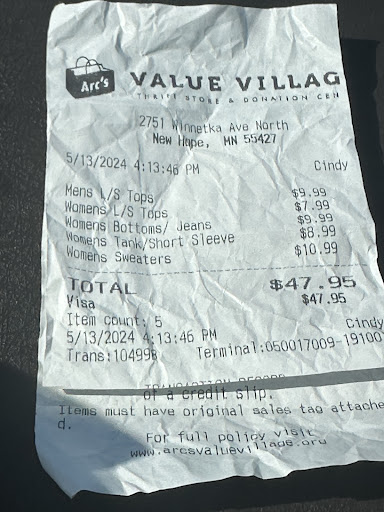 Arc's
VALUE VILLAG
THRIFT STORE & DONATION CEN
2751 Winnetka Ave North
New Hope, MN 55427
5/13/2024 4:13:46 PM Cindy
Mens L/S Tops $9.99
Womens L/S Tops $7.99
Womens Bottoms/ Jeans $9.99
Womens Tank/Short Sleeve $8.99
Womens Sweaters $10.99
TOTAL $47.95
Visa $47.95
Item count: 5
5/13/2024 4:13:46 PM Cindy
Trans:104998 Terminal:050017009-19100
TRANSACTION RECORD
of a credit slip.
Items must have original sales tag attache
d.
For full policy visit
www.arcsvaluevillage.org